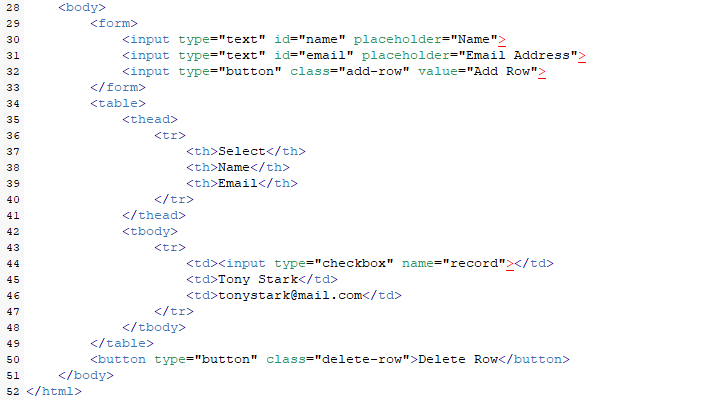 28 <body>
29 <form>
30 <input type="text" id="name" placeholder="Name">
31 <input type="text" id="email" placeholder="Email Address">
32 <input type="button" class="add-row" value="Add Row">
33 </form>
34 <table>
35 <thead>
36 <tr>
37 <th>Select</th>
38 <th>Name</th>
39 <th>Email</th>
40 </tr>
41 </thead>
42 <tbody>
43 <tr>
44 <td><input type="checkbox" name="record"></td>
45 <td>Tony Stark</td>
46 <td>tonystark@mail.com</td>
47 </tr>
48 </tbody>
49 </table>
50 <button type="button" class="delete-row">Delete Row</button>
51 </body>
52 </html>